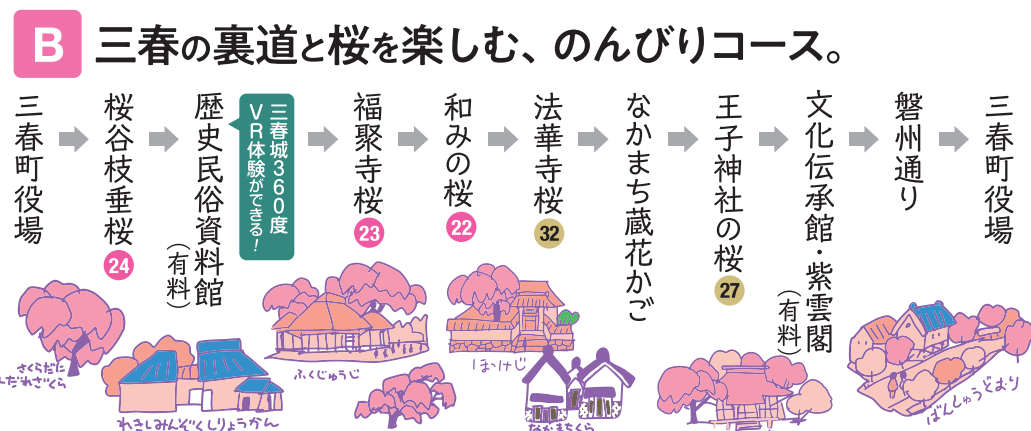 B 三春の裏道と桜を楽しむ、のんびりコース。
三春町役場
桜谷枝垂桜 24
歴史民俗資料館
(有料)
三春城360度
VR体験ができる!
福聚寺桜 23
和みの桜 22
法華寺桜 32
なかまち蔵花かご
王子神社の桜 27
文化伝承館・紫雲閣
(有料)
磐州通り
三春町役場
さくらだに
しだれざくら
れきしみんぞくしりょうかん
ふくじゅうじ
ほっけじ
なかまちくら
ばんしゅうどおり